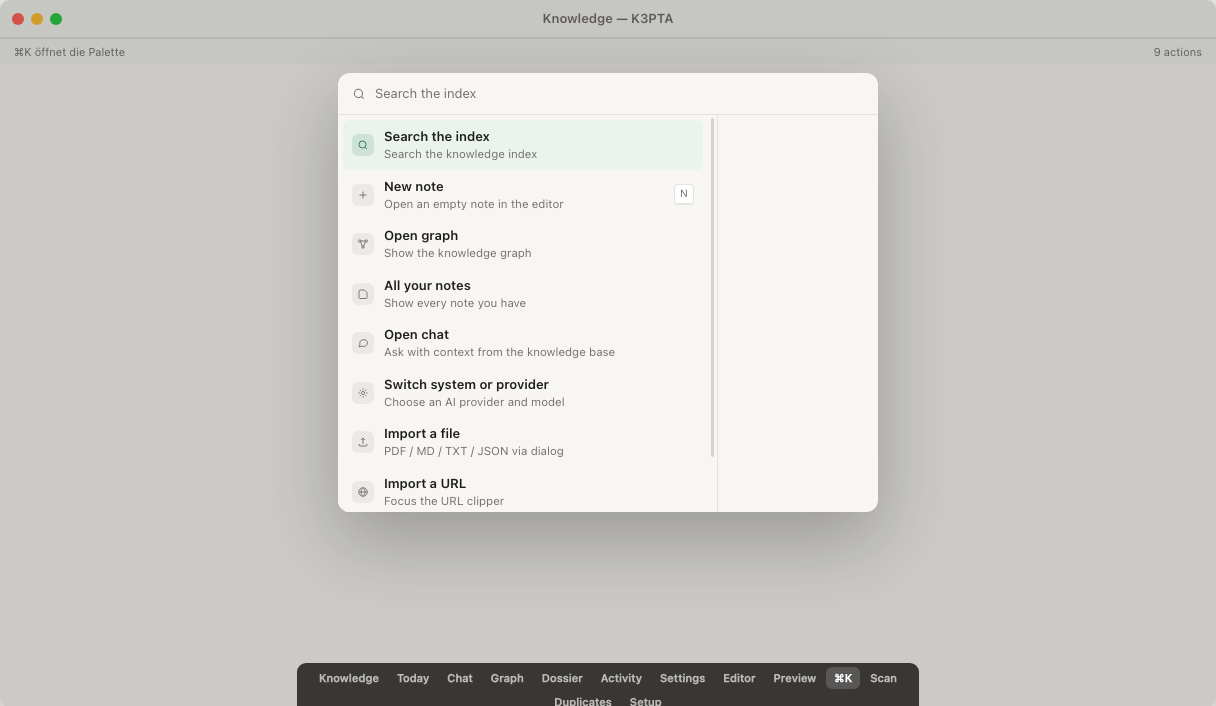 Knowledge — K3PTA
⌘K öffnet die Palette
9 actions
Search the index
Search the index
Search the knowledge index
New note
Open an empty note in the editor
N
Open graph
Show the knowledge graph
All your notes
Show every note you have
Open chat
Ask with context from the knowledge base
Switch system or provider
Choose an AI provider and model
Import a file
PDF / MD / TXT / JSON via dialog
Import a URL
Focus the URL clipper
Knowledge Today Chat Graph Dossier Activity Settings Editor Preview ⌘K Scan
Duplicates Setup